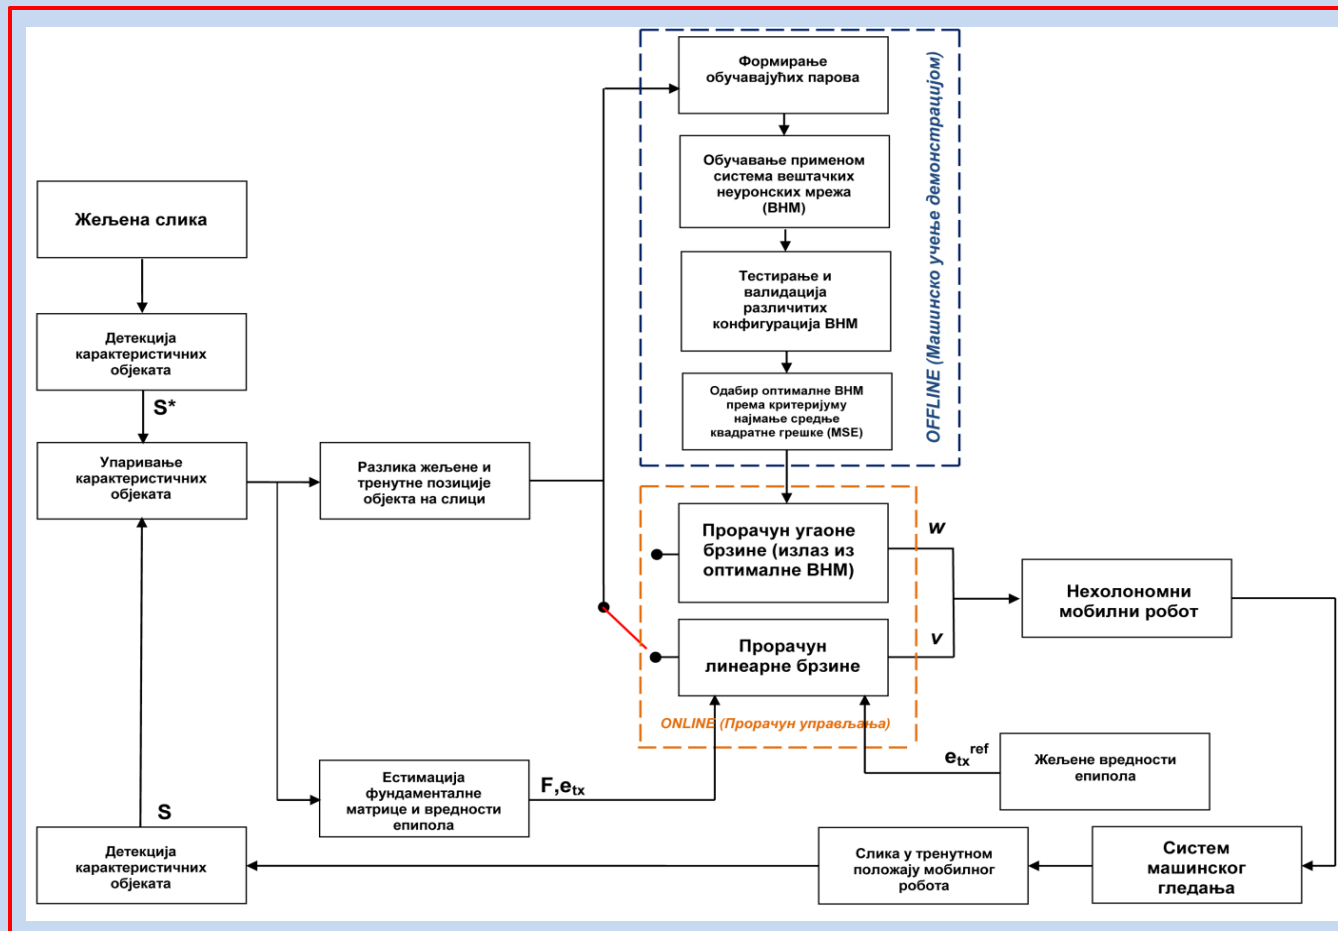 Формирање
обучавајућих парова
Обучавање применом
система вештачких
неуронских мрежа
(ВНМ)
Тестирање и
валидација
различитих
конфигурација ВНМ
Одабир оптималне ВНМ
према критеријуму
најмање средње
квадратне грешке (MSE)
OFFLINE (Машинско учење демонстрацијом)
Жељена слика
Детекција
карактеристичних
објеката
S*
Упаривање
карактеристичних
објеката
Разлика жељене и
тренутне позиције
објекта на слици
Прорачун угаоне
брзине (излаз из
оптималне ВНМ)
w
Прорачун
линеарне брзине
v
ONLINE (Прорачун управљања)
Нехолономни
мобилни робот
Естимација
фундаменталне
матрице и вредности
епипола
F,etx
etx ref
Жељене вредности
епипола
S
Детекција
карактеристичних
објеката
Слика у тренутном
положају мобилног
робота
Систем
машинског
гледања